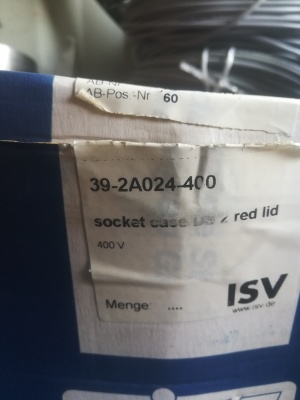 AB-Pos.-Nr 60
39-2A024-400
socket case red lid
400 V
Menge: ....
ISV
www.isv.de